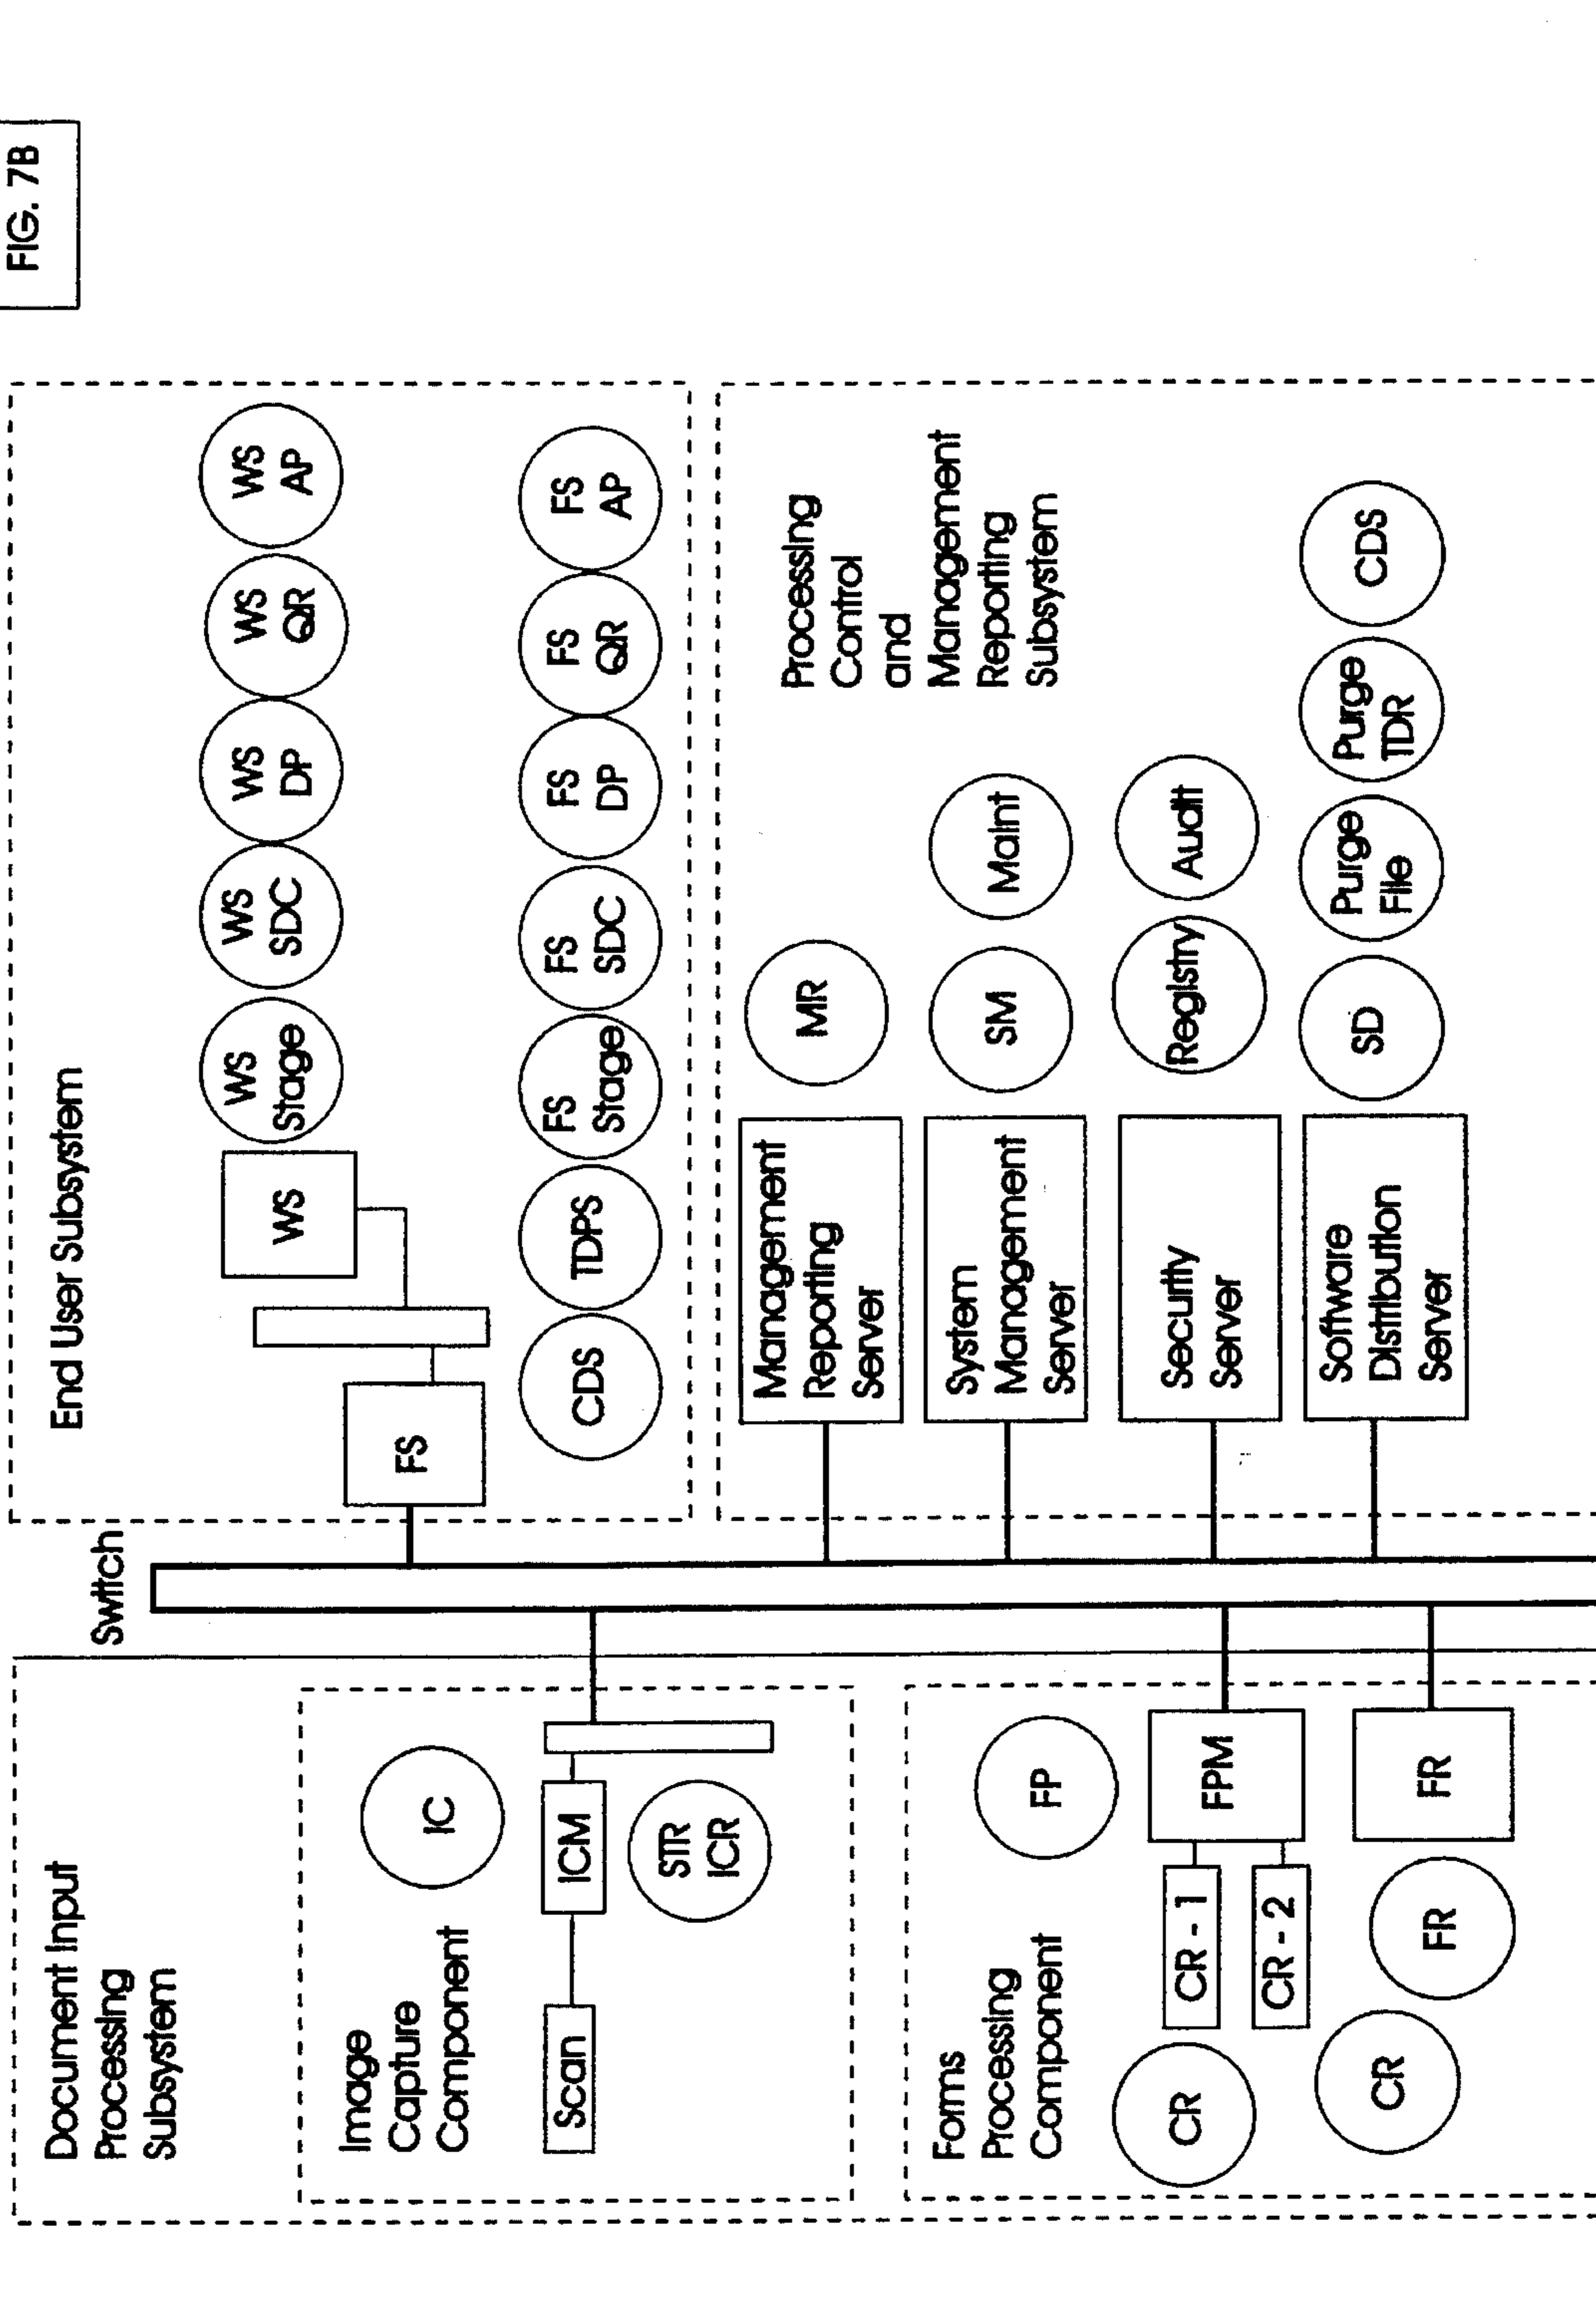 FIG. 7B
Document Input
Processing
Subsystem
Switch
End User Subsystem
Image
Capture
Component
IC
Scan
ICM
STR
ICR
FS
WS
WS
Stage
WS
SDC
WS
DP
WS
QR
WS
AP
CDS
TDPS
FS
Stage
FS
SDC
FS
DP
FS
QR
FS
AP
Forms
Processing
Component
FP
CR
CR - 1
CR - 2
FPM
CR
FR
FR
Processing
Control
and
Management
Reporting
Subsystem
Management
Reporting
Server
MR
System
Management
Server
SM
Maint
Security
Server
Registry
Audit
Software
Distribution
Server
SD
Purge
File
Purge
TDR
CDS